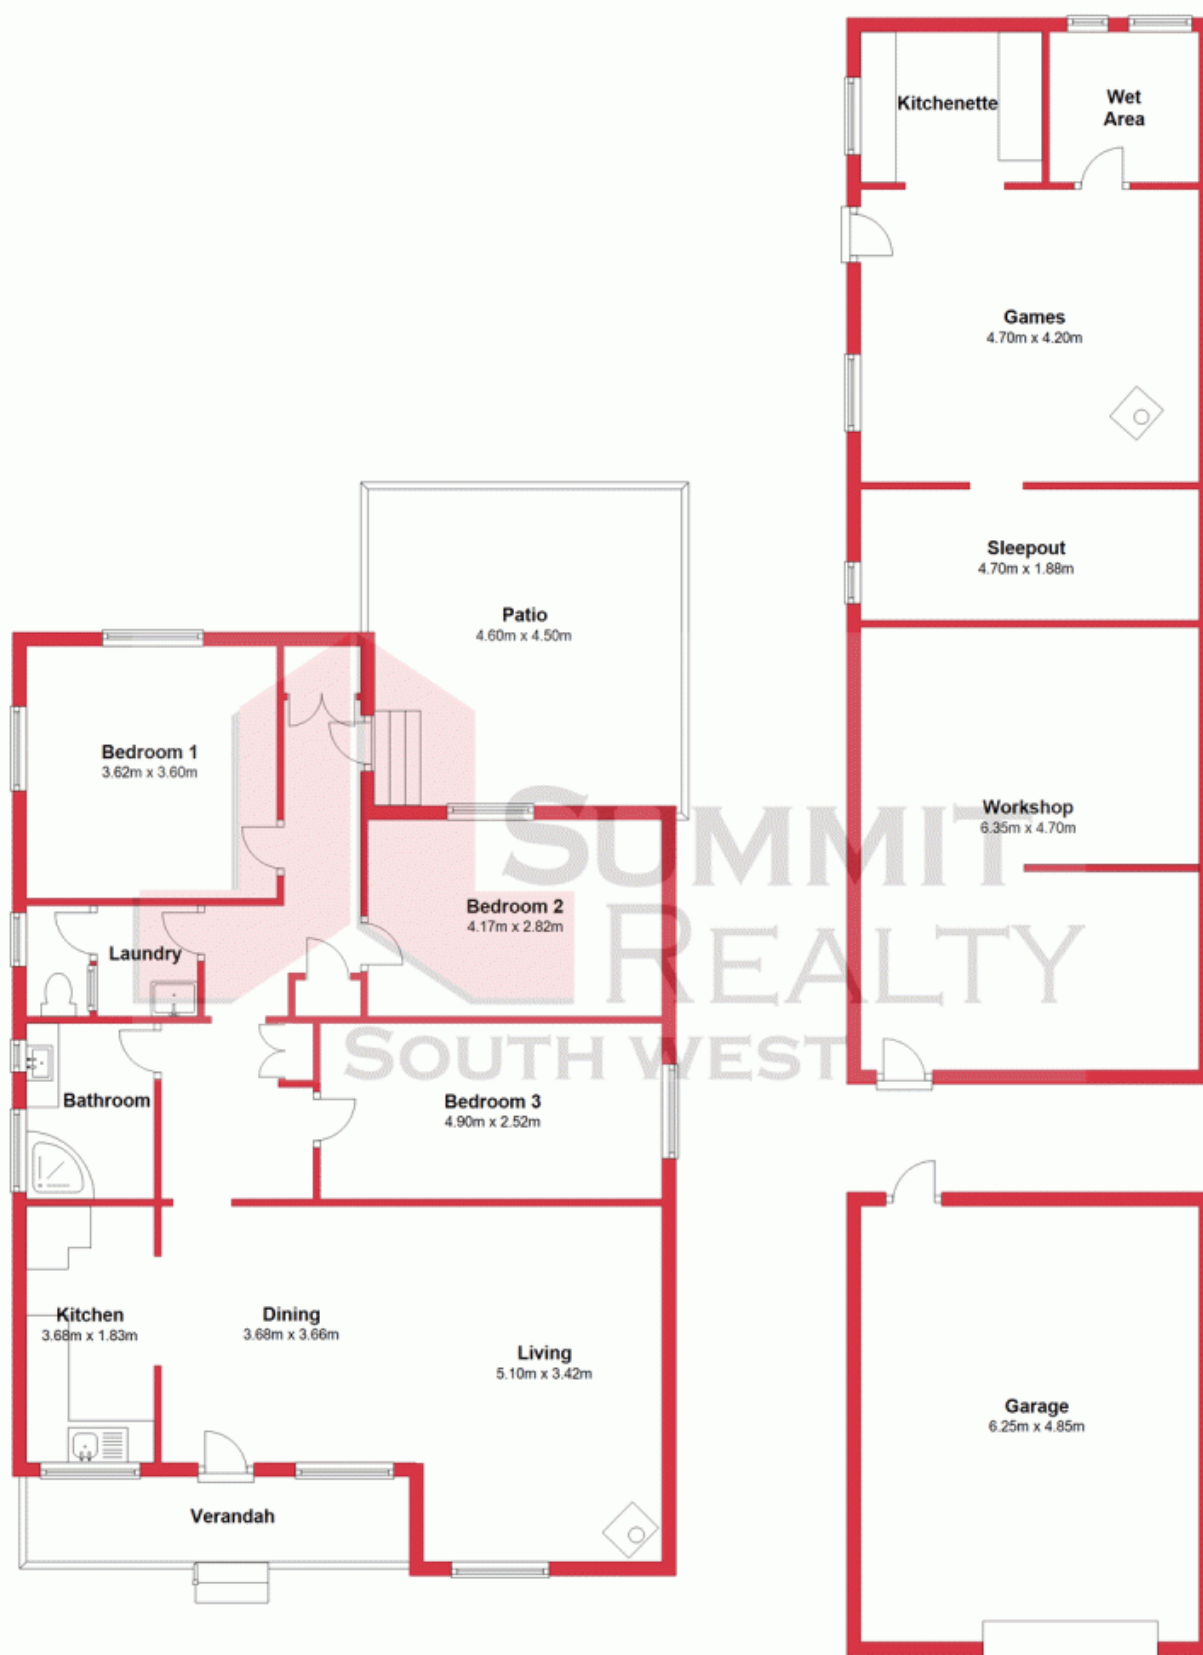 Kitchenette
Wet
Area
Games
4.70m x 4.20m
Sleepout
4.70m x 1.88m
Patio
4.60m x 4.50m
Bedroom 1
3.62m x 3.60m
Workshop
6.35m x 4.70m
SUMMIT
REALTY
SOUTH WEST
Bedroom 2
4.17m x 2.82m
Laundry
Bathroom
Bedroom 3
4.90m x 2.52m
Kitchen
3.68m x 1.83m
Dining
3.68m x 3.66m
Living
5.10m x 3.42m
Garage
6.25m x 4.85m
Verandah